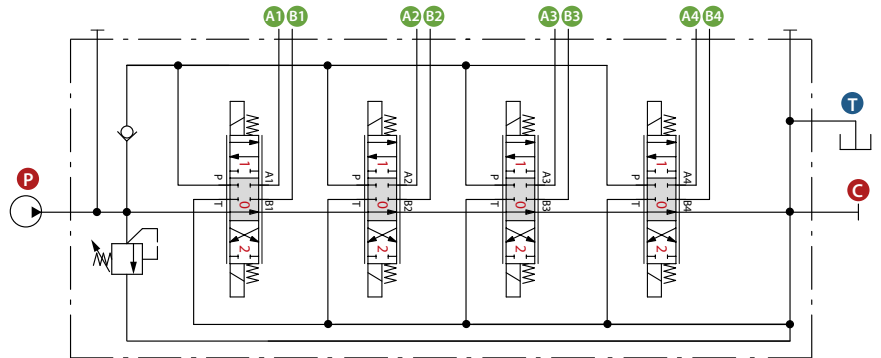 A1 B1 A2 B2 A3 B3 A4 B4
T
P
C
1 1 1 1
P A1 P A2 P A3 P A4
0 0 0 0
T B1 T B2 T B3 T B4
2 2 2 2